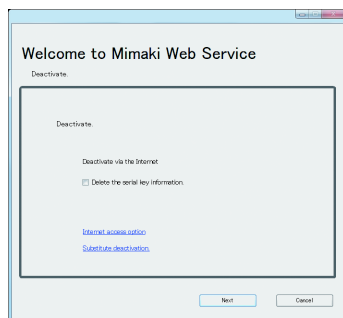 Welcome to Mimaki Web Service
Deactivate.
Deactivate.
Deactivate via the Internet
Delete the serial key information.
Internet access option
Substitute deactivation.
Next
Cancel